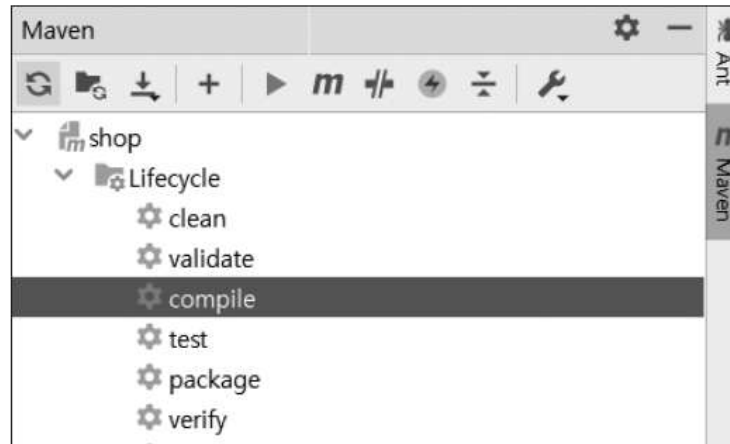 Maven
m
shop
Lifecycle
clean
validate
compile
test
package
verify
Ant
m Maven